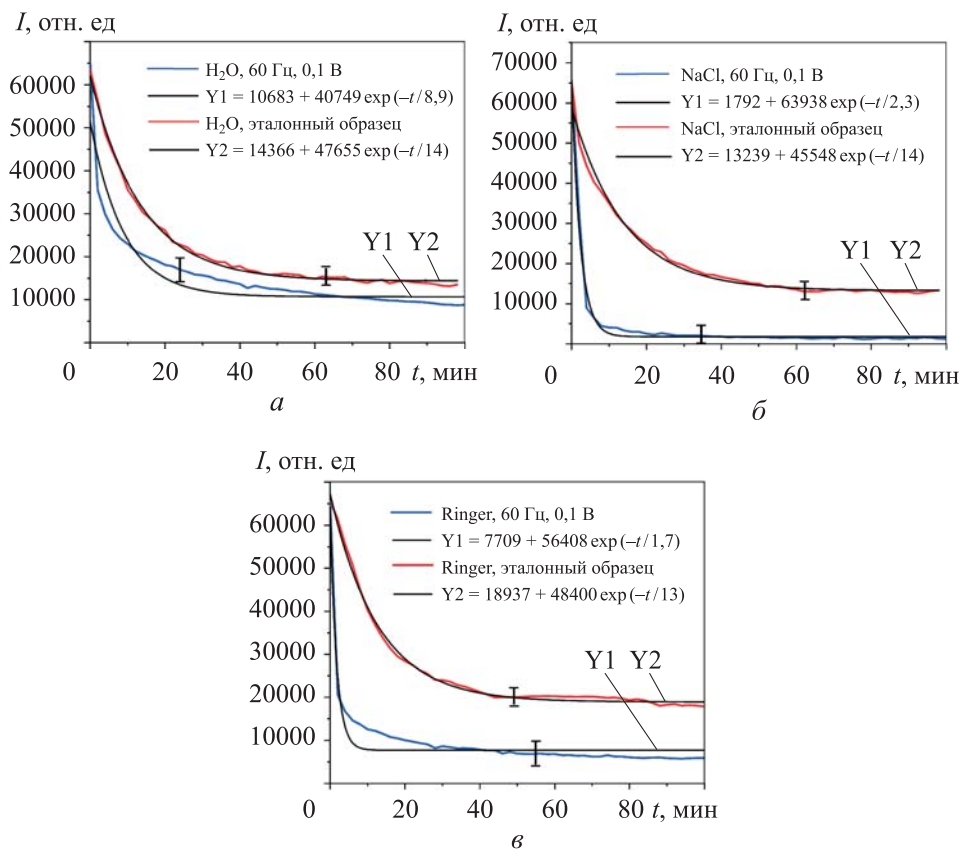 I, отн. ед
60000
50000
40000
30000
20000
10000
H₂O, 60 Гц, 0,1 В
Y1 = 10683 + 40749 exp (–t / 8,9)
H₂O, эталонный образец
Y2 = 14366 + 47655 exp (–t / 14)
Y1 Y2
0 20 40 60 80 t, мин
а
I, отн. ед
70000
60000
50000
40000
30000
20000
10000
NaCl, 60 Гц, 0,1 В
Y1 = 1792 + 63938 exp (–t / 2,3)
NaCl, эталонный образец
Y2 = 13239 + 45548 exp (–t / 14)
Y1 Y2
0 20 40 60 80 t, мин
б
I, отн. ед
60000
50000
40000
30000
20000
10000
Ringer, 60 Гц, 0,1 В
Y1 = 7709 + 56408 exp (–t / 1,7)
Ringer, эталонный образец
Y2 = 18937 + 48400 exp (–t / 13)
Y1 Y2
0 20 40 60 80 t, мин
в